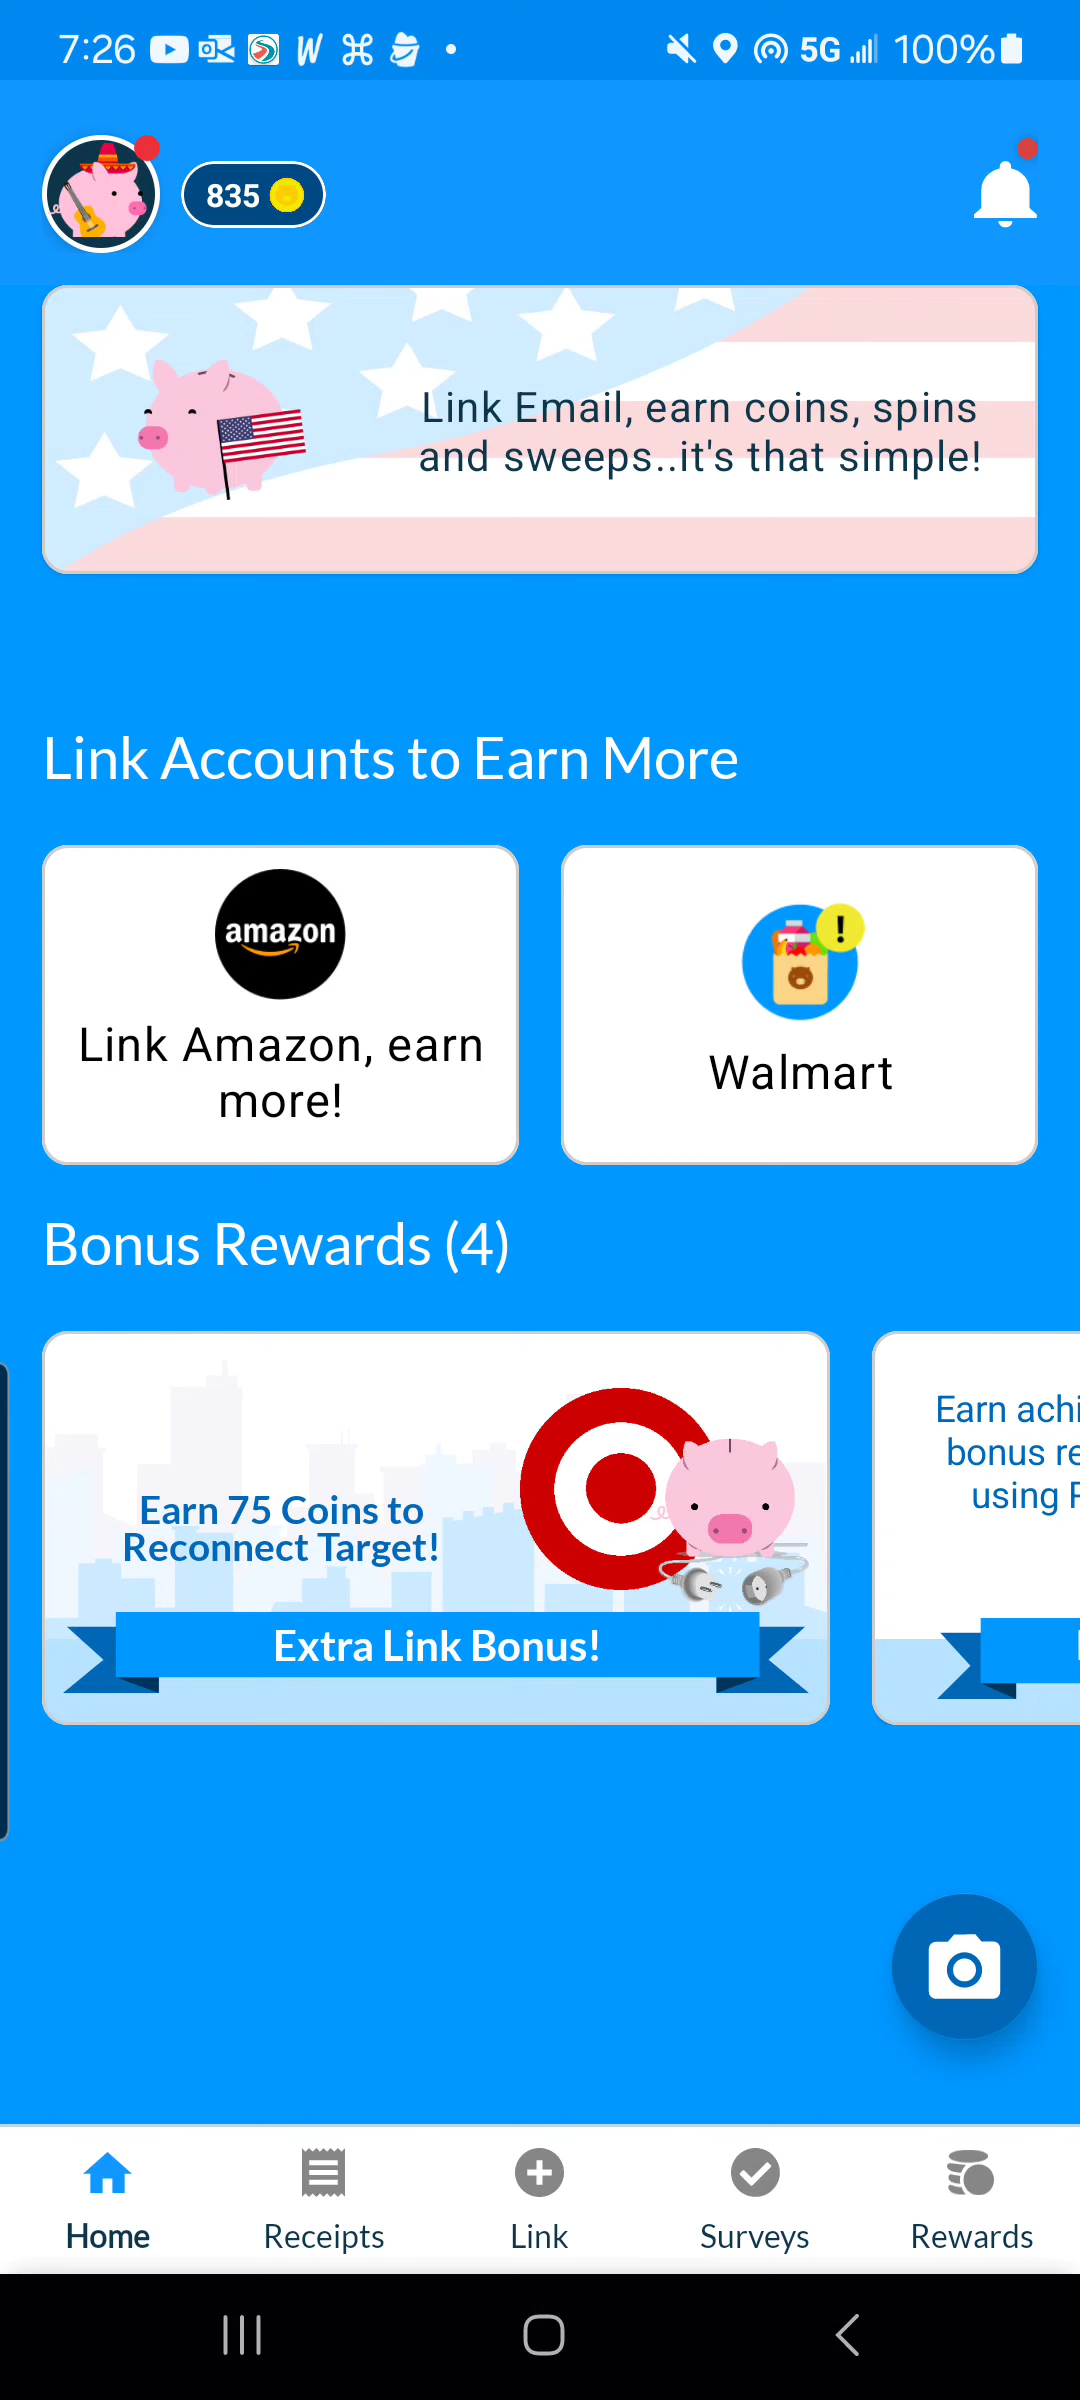 7:26
5G
100%
835
Link Email, earn coins, spins
and sweeps..it's that simple!
Link Accounts to Earn More
amazon
Link Amazon, earn
more!
!
Walmart
Bonus Rewards (4)
Earn 75 Coins to
Reconnect Target!
Extra Link Bonus!
Earn achi
bonus re
using
Home
Receipts
Link
Surveys
Rewards